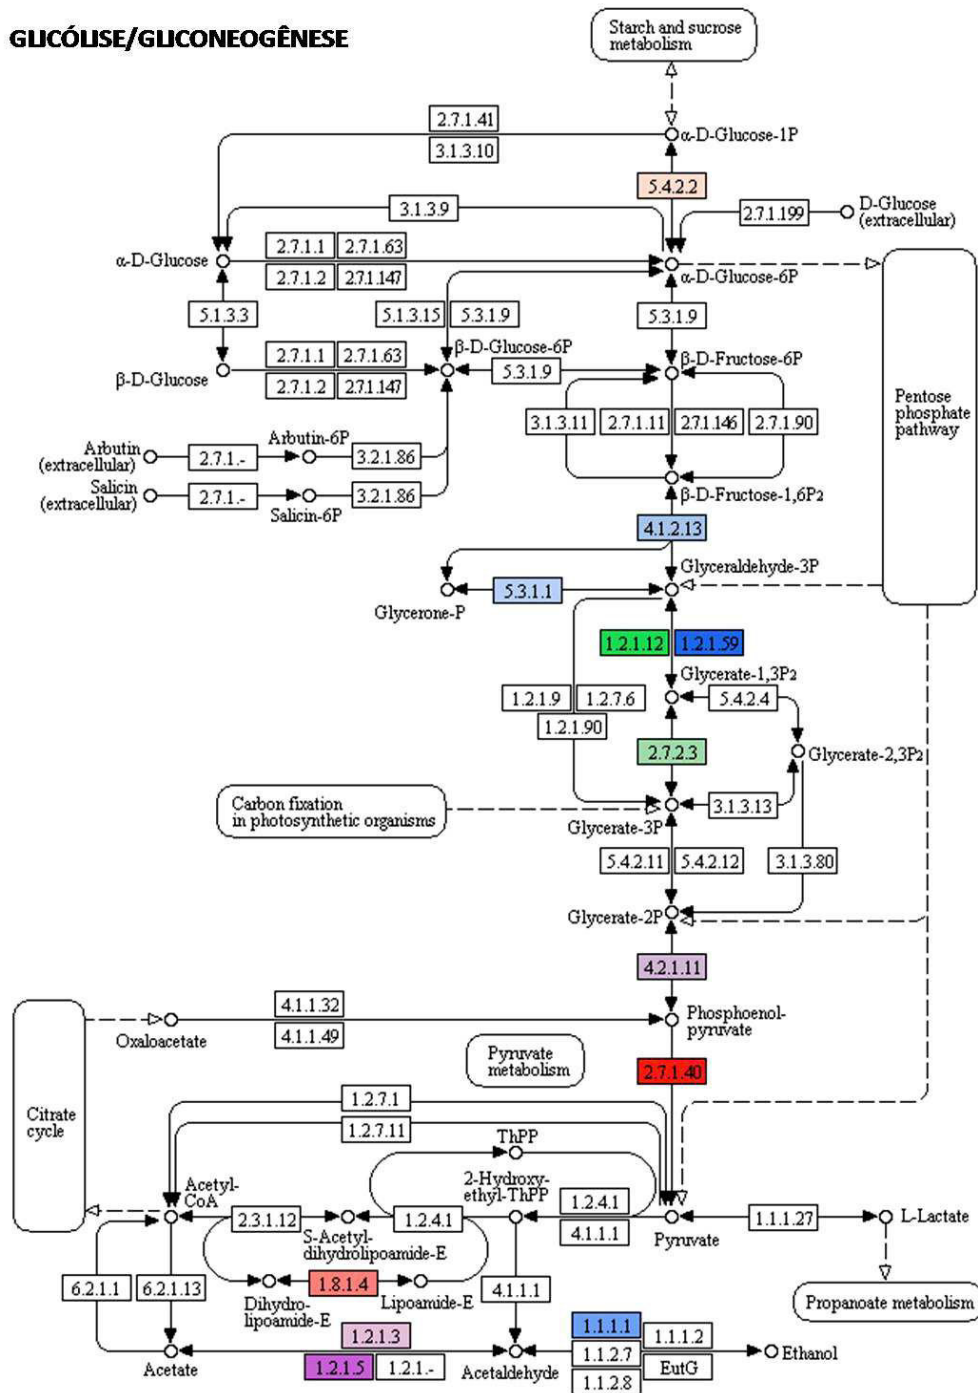 GLICÓLISE/GLICONEOGÊNESE
Starch and sucrose
metabolism
2.7.1.41
3.1.3.10
α-D-Glucose-1P
5.4.2.2
3.1.3.9
2.7.1.199
D-Glucose
(extracellular)
α-D-Glucose
2.7.1.1
2.7.1.63
2.7.1.2
2.7.1.147
α-D-Glucose-6P
5.1.3.3
5.1.3.15
5.3.1.9
5.3.1.9
β-D-Glucose
2.7.1.1
2.7.1.63
2.7.1.2
2.7.1.147
β-D-Glucose-6P
5.3.1.9
β-D-Fructose-6P
Pentose
phosphate
pathway
3.1.3.11
2.7.1.11
2.7.1.146
2.7.1.90
Arbutin
(extracellular)
2.7.1.-
Arbutin-6P
3.2.1.86
Salicin
(extracellular)
2.7.1.-
Salicin-6P
3.2.1.86
β-D-Fructose-1,6P2
4.1.2.13
Glyceraldehyde-3P
Glycerone-P
5.3.1.1
1.2.1.12
1.2.1.59
Glycerate-1,3P2
1.2.1.9
1.2.7.6
1.2.1.90
5.4.2.4
2.7.2.3
Glycerate-2,3P2
Carbon fixation
in photosynthetic organisms
Glycerate-3P
3.1.3.13
5.4.2.11
5.4.2.12
3.1.3.80
Glycerate-2P
4.2.1.11
4.1.1.32
4.1.1.49
Oxaloacetate
Phosphoenol-
pyruvate
Pyruvate
metabolism
2.7.1.40
Citrate
cycle
1.2.7.1
1.2.7.11
ThPP
2-Hydroxy-
ethyl-ThPP
Acetyl-
CoA
2.3.1.12
S-Acetyl-
dihydrolipoamide-E
1.2.4.1
1.2.4.1
4.1.1.1
Pyruvate
1.1.1.27
L-Lactate
6.2.1.1
6.2.1.13
Dihydro-
lipoamide-E
1.8.1.4
Lipoamide-E
4.1.1.1
Propanoate metabolism
Acetate
1.2.1.3
1.2.1.5
1.2.1.-
Acetaldehyde
1.1.1.1
1.1.1.2
1.1.2.7
EutG
1.1.2.8
Ethanol